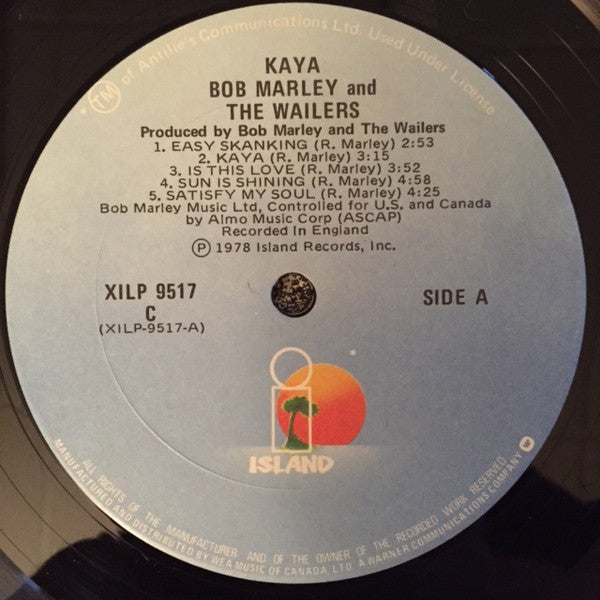 * TM of Antilles Communications Ltd. Used Under License
KAYA
BOB MARLEY and
THE WAILERS
Produced by Bob Marley and The Wailers
1. EASY SKANKING (R. Marley) 2:53
2. KAYA (R. Marley) 3:15
3. IS THIS LOVE (R. Marley) 3:52
4. SUN IS SHINING (R. Marley) 4:58
5. SATISFY MY SOUL (R. Marley) 4:25
Bob Marley Music Ltd, Controlled for U.S. and Canada
by Almo Music Corp (ASCAP)
Recorded In England
Ⓟ 1978 Island Records, Inc.
XILP 9517
C
(XILP-9517-A)
SIDE A
i *
ISLAND
ALL RIGHTS OF THE MANUFACTURER AND OF THE OWNER OF THE RECORDED WORK RESERVED
MANUFACTURED AND DISTRIBUTED BY WEA MUSIC OF CANADA, LTD. A WARNER COMMUNICATIONS COMPANY